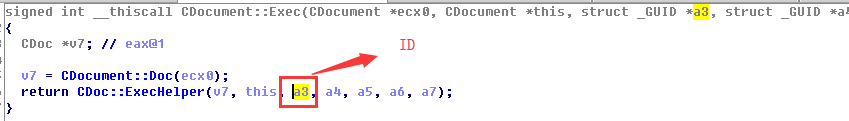 signed int __thiscall CDocument::Exec(CDocument *ecx0, CDocument *this, struct _GUID *a3, struct _GUID *a4
{
CDoc *v7; // eax@1
ID
v7 = CDocument::Doc(ecx0);
return CDoc::ExecHelper(v7, this, a3, a4, a5, a6, a7);
}